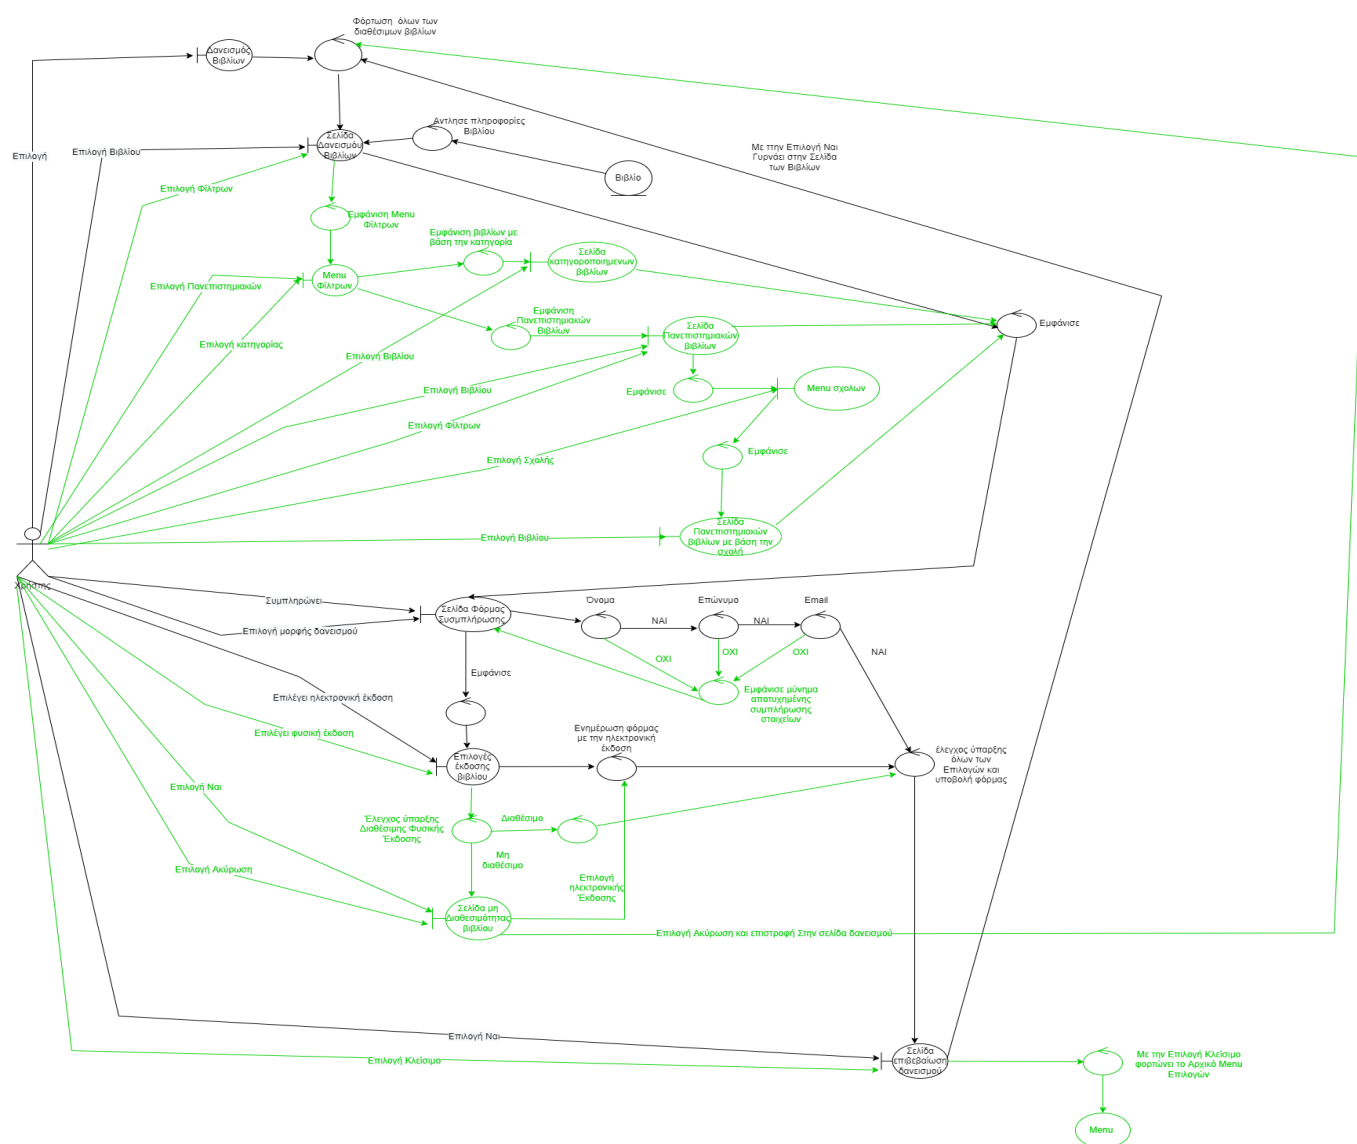 Φόρτωση όλων των
διαθέσιμων βιβλίων
Δανεισμός
Βιβλίων
Επιλογή
Επιλογή Βιβλίου
Σελίδα
Δανεισμού
Βιβλίων
Αντλησε πληροφορίες
Βιβλίου
Βιβλίο
Με ττην Επιλογή Ναι
Γυρνάει στην Σελίδα
των Βιβλίων
Επιλογή Φίλτρων
Εμφάνιση Menu
Φίλτρων
Εμφάνιση Βιβλίων με
βάση την κατηγορία
Σελίδα
κατηγοροποιημενων
βιβλίων
Menu
Φίλτρων
Επιλογή Πανεπιστημιακών
Εμφάνιση
Πανεπιστημιακών
Βιβλίων
Σελίδα
Πανεπιστημιακών
βιβλίων
Εμφάνισε
Επιλογή κατηγορίας
Επιλογή Βιβλίου
Επιλογή Βιβλίου
Εμφάνισε
Menu σχολων
Επιλογή Φίλτρων
Εμφάνισε
Επιλογή Σχολής
Σελίδα
Πανεπιστημιακών
βιβλίων με βάση την
σχολή
Επιλογή Βιβλίου
Χρήστης
Συμπληρώνει
Σελίδα Φόρμας
Συσμπλήρωσης
Όνομα
Επώνυμο
Email
ΝΑΙ
ΝΑΙ
ΝΑΙ
Επιλογή μορφής δανεισμού
ΟΧΙ
ΟΧΙ
ΟΧΙ
Εμφάνισε
Επιλέγει ηλεκτρονική έκδοση
Εμφάνισε μύνημα
αποτυχημένης
συμπλήρωσης
στοιχείων
Επιλέγει φυσική έκδοση
Ενημέρωση φόρμας
με την ηλεκτρονική
έκδοση
Επιλογές
έκδοσης
βιβλίου
έλεγχος ύπαρξης
όλων των
Επιλογών και
υποβολή φόρμας
Επιλογή Ναι
Έλεγχος ύπαρξης
Διαθέσιμης Φυσικής
Έκδοσης
Διαθέσιμο
Μη
διαθέσιμο
Επιλογή Ακύρωση
Επιλογή
ηλεκτρονικής
Έκδοσης
Σελίδα μη
Διαθεσιμότητας
βιβλίου
Επιλογή Ακύρωση και επιστροφή Στην σελίδα δανεισμού
Επιλογή Ναι
Επιλογή Κλείσιμο
Σελίδα
επιβεβαίωση
δανεισμού
Με την Επιλογή Κλείσιμο
φορτώνει το Αρχικό Menu
Επιλογών
Menu